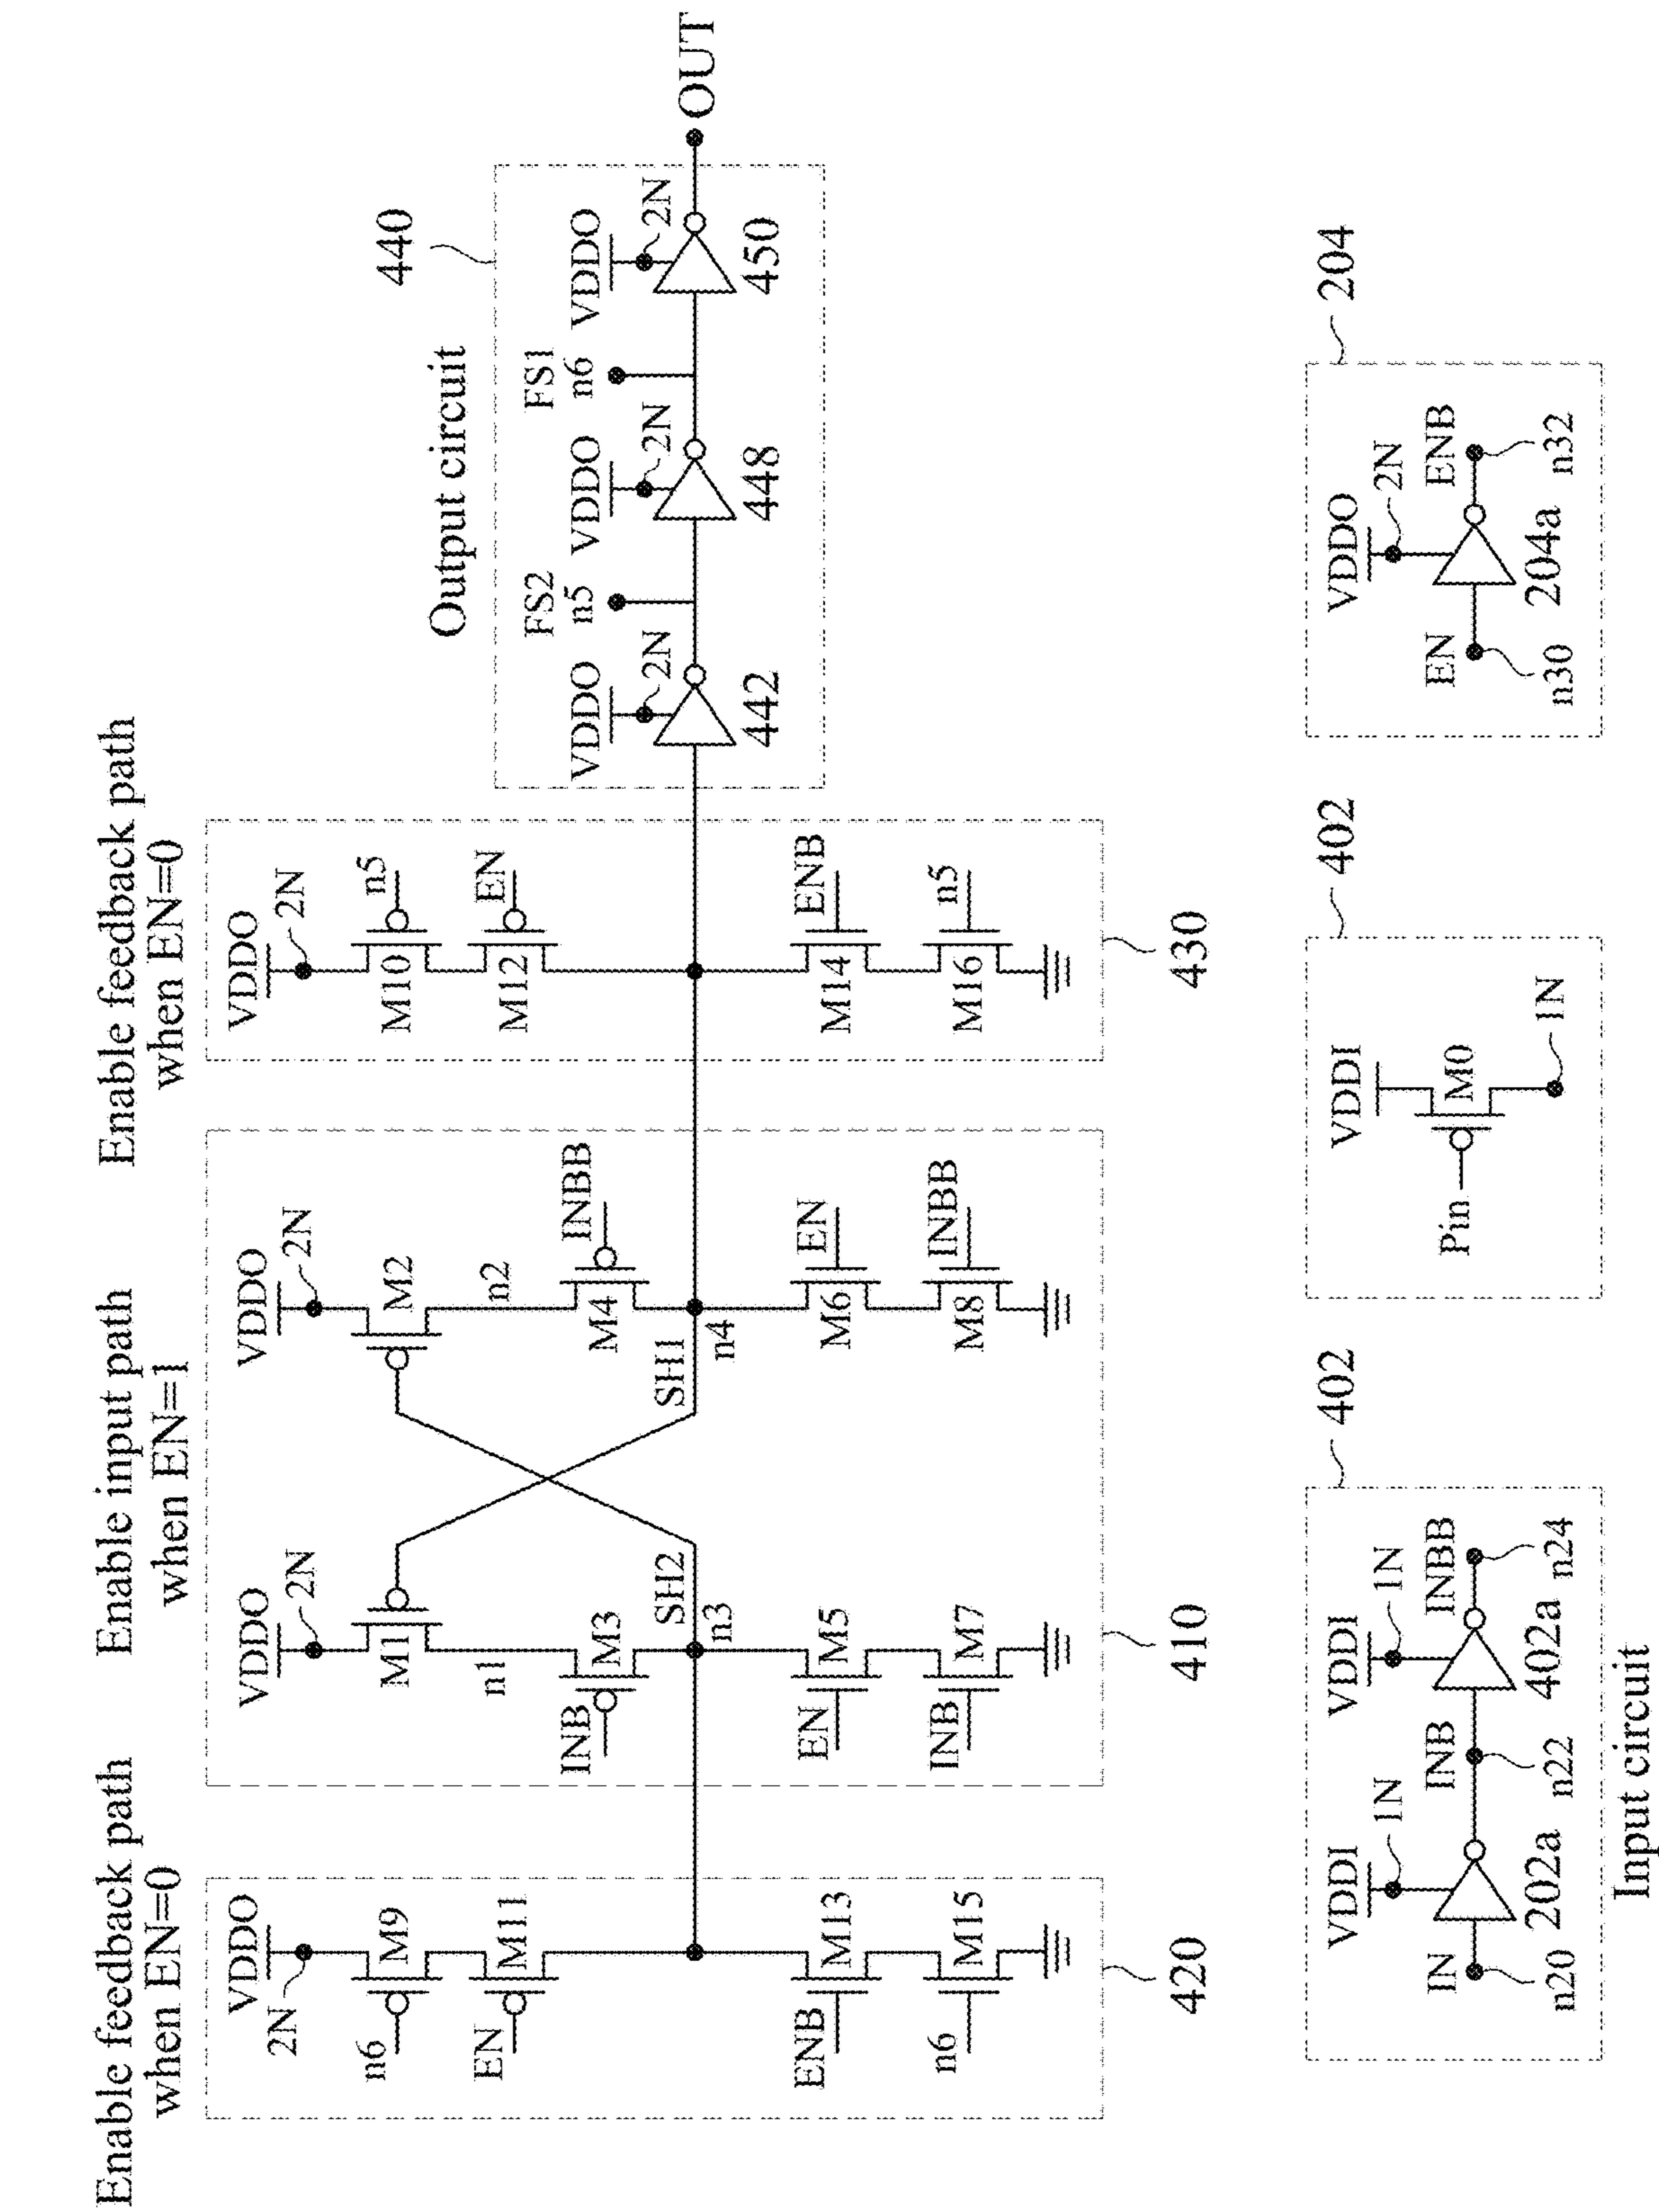 Enable feedback path
when EN=0
Enable input path
when EN=1
Enable feedback path
when EN=0
VDDO
2N
n6
M9
EN
M11
ENB
M13
n6
M15
420
VDDO
2N
M1
n1
INB
M3
SH2
n3
EN
M5
INB
M7
410
VDDO
2N
M2
n2
INBB
M4
SH1
n4
EN
M6
INBB
M8
VDDO
2N
n5
M10
EN
M12
ENB
M14
n5
M16
430
Output circuit
440
VDDO
2N
442
FS2
n5
VDDO
2N
448
FS1
n6
VDDO
2N
450
OUT
402
VDDI
1N
IN
n20
202a
INB
n22
VDDI
1N
402a
INBB
n24
Input circuit
402
VDDI
Pin
M0
1N
204
VDDO
2N
EN
n30
204a
ENB
n32